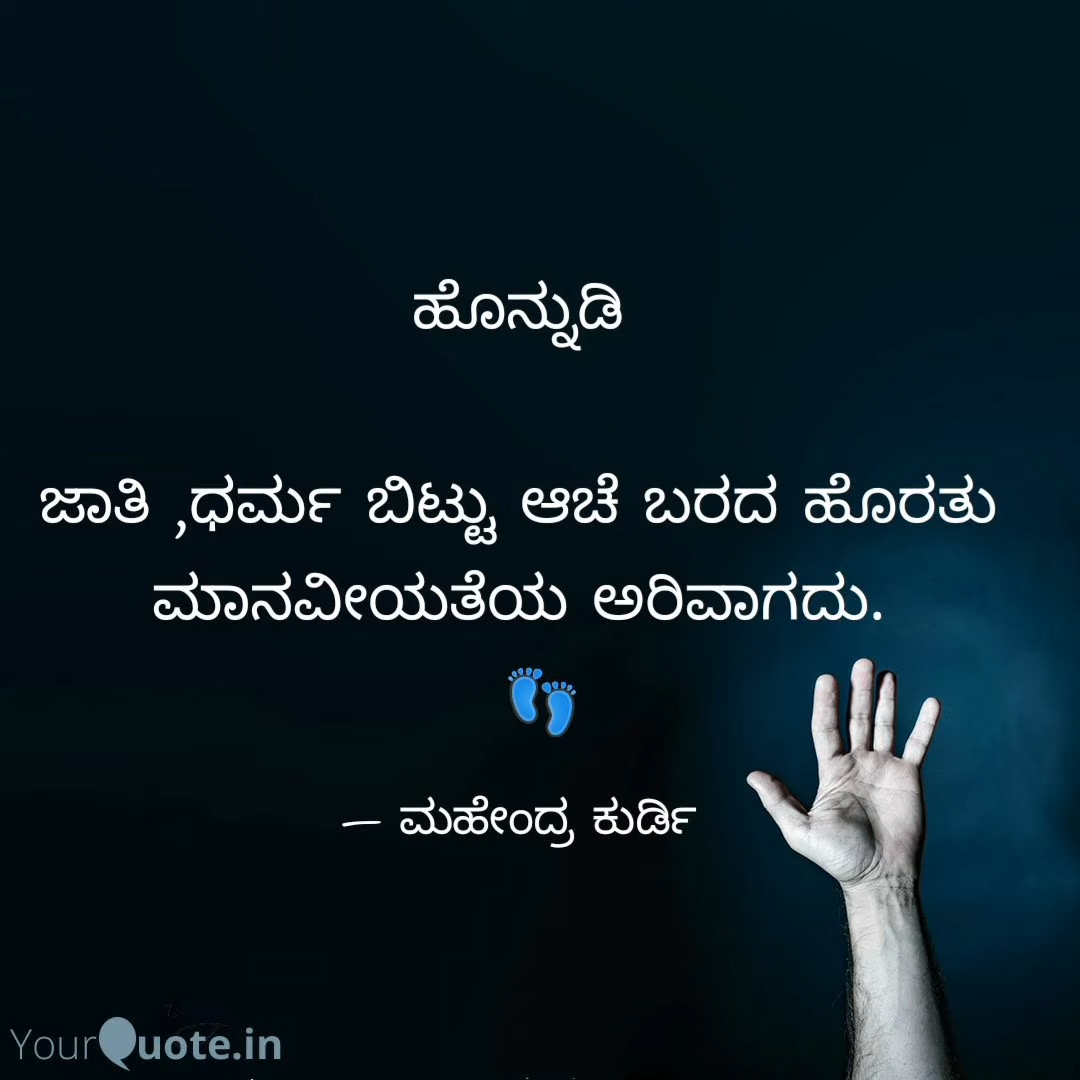 ಹೊನ್ನುಡಿ
ಜಾತಿ ,ಧರ್ಮ ಬಿಟ್ಟು ಆಚೆ ಬರದ ಹೊರತು
ಮಾನವೀಯತೆಯ ಅರಿವಾಗದು.
👣
— ಮಹೇಂದ್ರ ಕುರ್ಡಿ
YourQuote.in